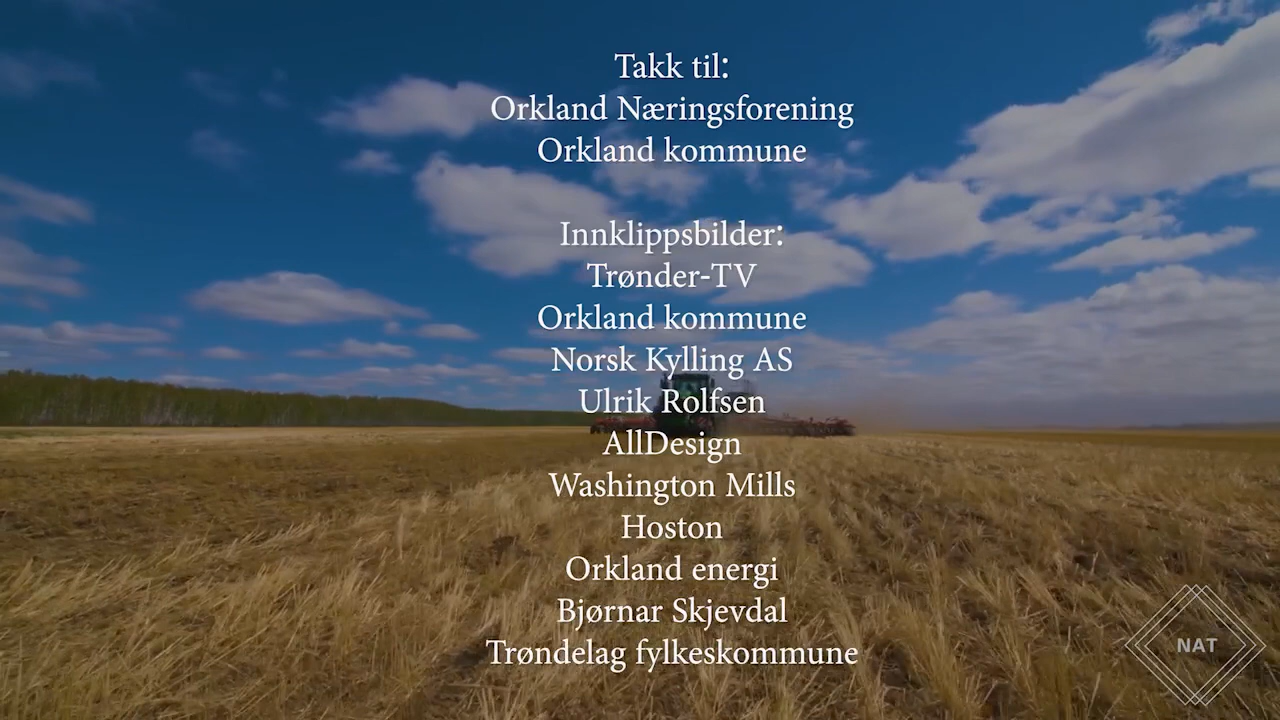 Takk til:
Orkland Næringsforening
Orkland kommune
Innklippsbilder:
Trønder-TV
Orkland kommune
Norsk Kylling AS
Ulrik Rolfsen
AllDesign
Washington Mills
Hoston
Orkland energi
Bjørnar Skjevdal
Trøndelag fylkeskommune
NAT